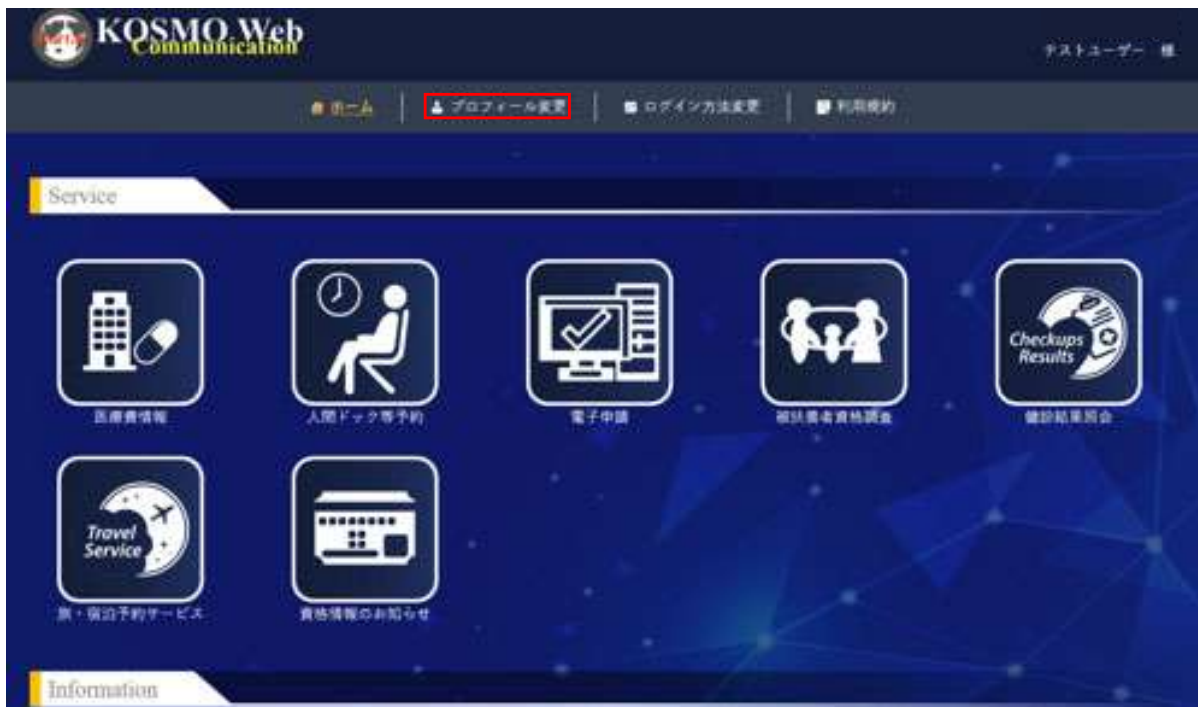 KOSMO Web
Communication
テストユーザー 様
ホーム
プロフィール変更
ログイン方法変更
利用規約
Service
Checkups
Results
医療費情報
人間ドック等予約
電子申請
被扶養者資格調査
健診結果照会
Travel
Service
旅・宿泊予約サービス
資格情報のお知らせ
Information